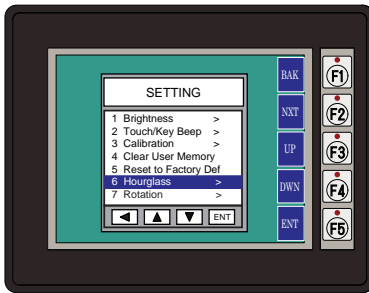 SETTING
1 Brightness >
2 Touch/Key Beep >
3 Calibration >
4 Clear User Memory
5 Reset to Factory Def
6 Hourglass >
7 Rotation >
ENT
BAK
NXT
UP
DWN
ENT
F1
F2
F3
F4
F5